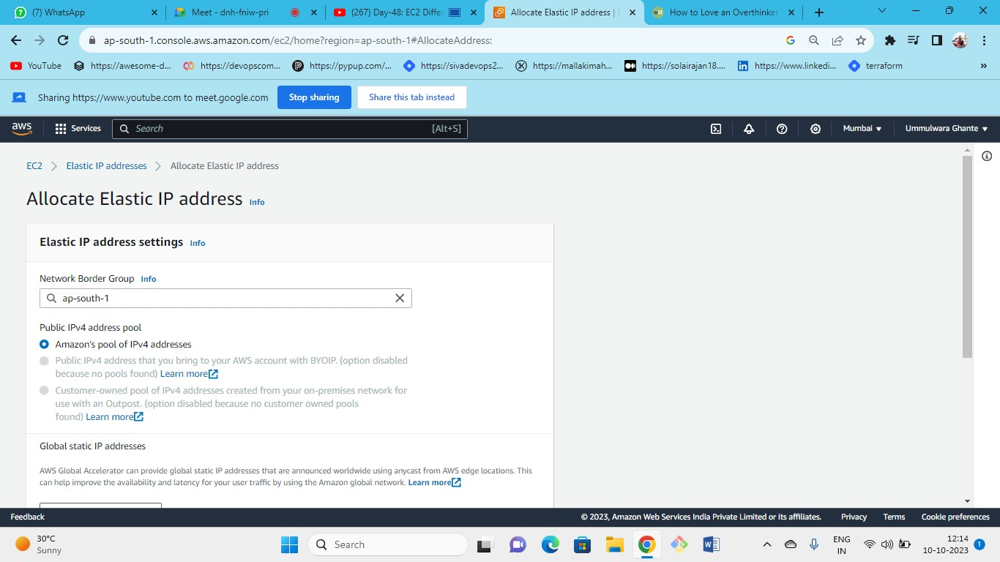 (7) WhatsApp
Meet - dnh-fniw-pri
(267) Day-48: EC2 Differ
Allocate Elastic IP address | E
How to Love an Overthinker
ap-south-1.console.aws.amazon.com/ec2/home?region=ap-south-1#AllocateAddress:
YouTube
https://awesome-d...
https://devopscom...
https://pypup.com/...
https://sivadevops2...
https://mallakimah...
https://solairajan18....
https://www.linkedi...
terraform
Sharing https://www.youtube.com to meet.google.com
Stop sharing
Share this tab instead
aws
Services
Search
[Alt+S]
Mumbai
Ummulwara Ghante
EC2
Elastic IP addresses
Allocate Elastic IP address
Allocate Elastic IP address Info
Elastic IP address settings Info
Network Border Group Info
ap-south-1
Public IPv4 address pool
Amazon's pool of IPv4 addresses
Public IPv4 address that you bring to your AWS account with BYOIP. (option disabled
because no pools found) Learn more
Customer-owned pool of IPv4 addresses created from your on-premises network for
use with an Outpost. (option disabled because no customer owned pools
found) Learn more
Global static IP addresses
AWS Global Accelerator can provide global static IP addresses that are announced worldwide using anycast from AWS edge locations. This
can help improve the availability and latency for your user traffic by using the Amazon global network. Learn more
Feedback
© 2023, Amazon Web Services India Private Limited or its affiliates.
Privacy
Terms
Cookie preferences
30°C
Sunny
Search
ENG
IN
12:14
10-10-2023
1